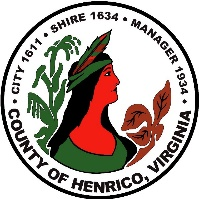 • CITY 1611 • SHIRE 1634 • MANAGER 1934 •
COUNTY OF HENRICO, VIRGINIA